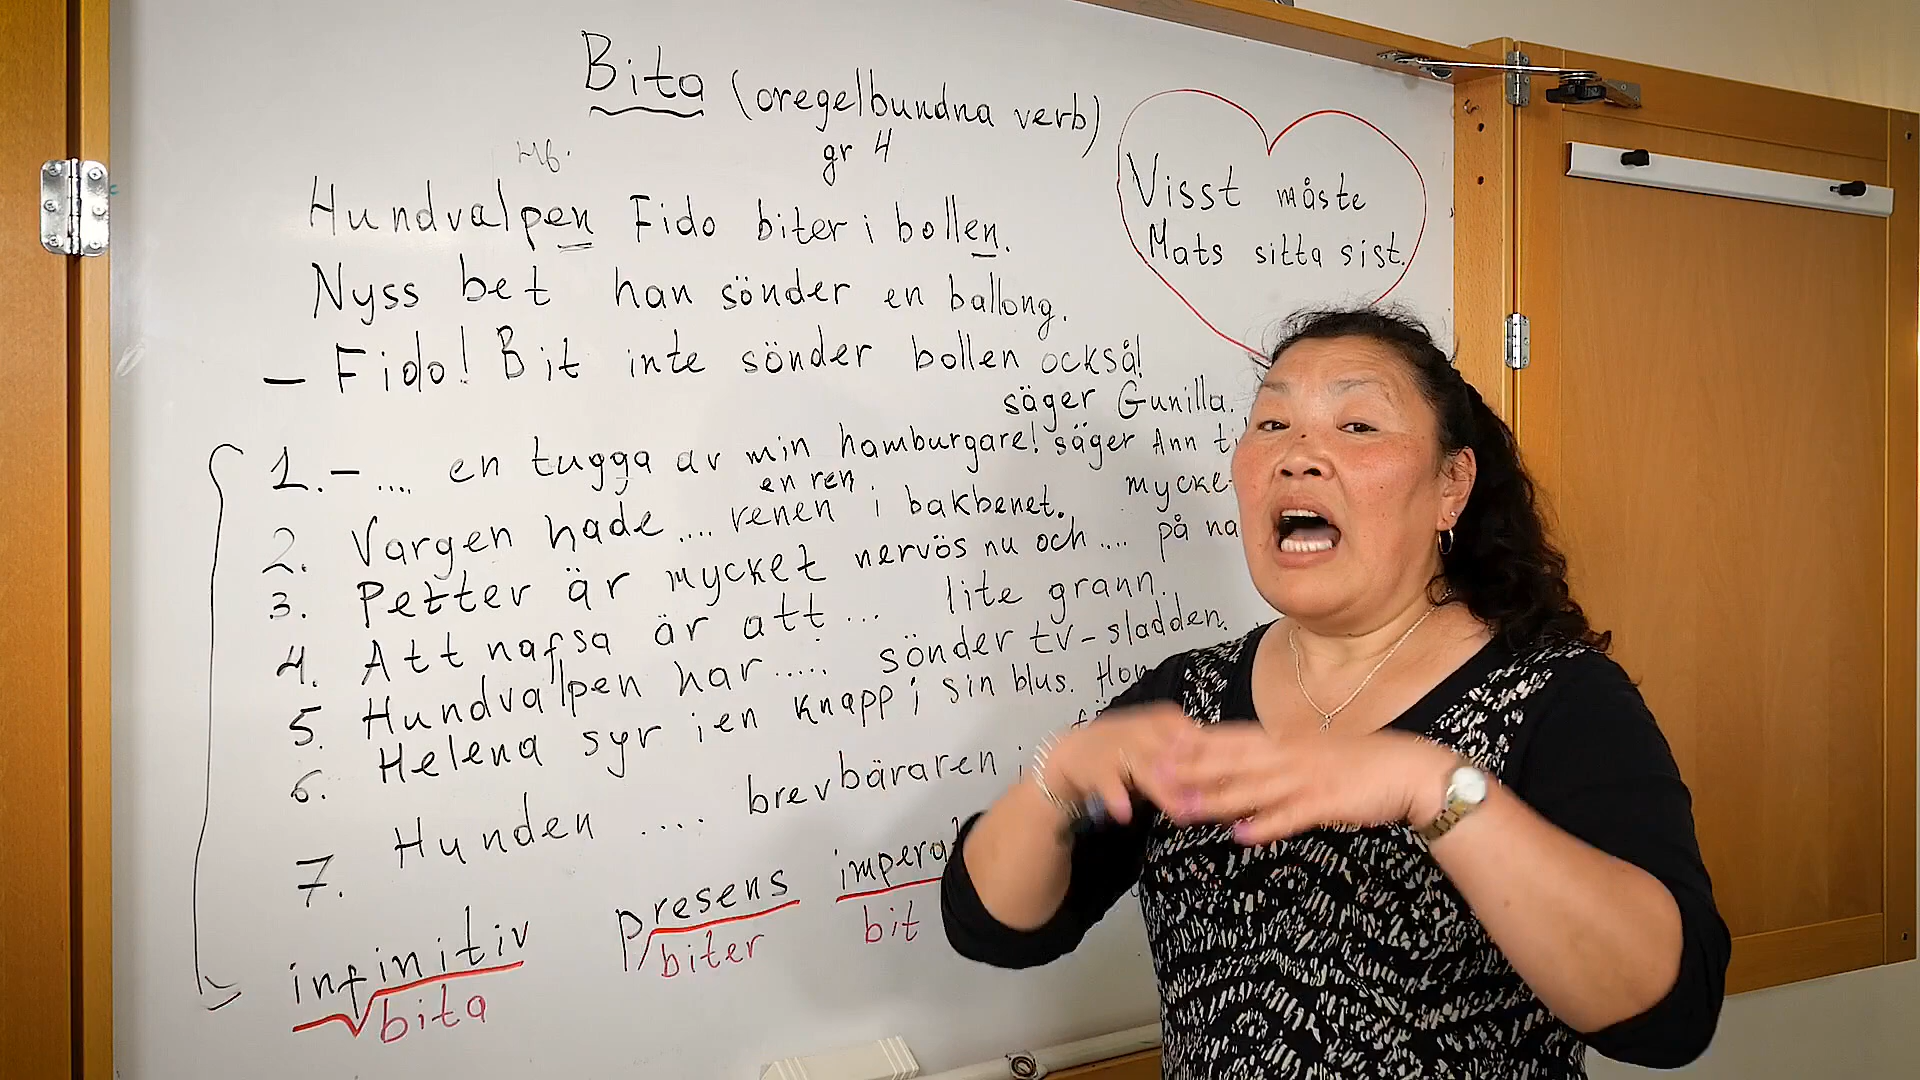 Bita (oregelbundna verb)
gr 4
Hundvalpen Fido biter i bollen.
Nyss bet han sönder en ballong.
– Fido! Bit inte sönder bollen också!
säger Gunilla.
Visst måste
Mats sitta sist.
1. – .... en tugga av min hamburgare! säger Ann
en ren.
2. Vargen hade .... renen i bakbenet.
3. Petter är mycket nervös nu och .... på
4. Att nafsa är att ... lite grann.
5. Hundvalpen har ..... sönder tv-sladden.
6. Helena syr i en knapp i sin blus.
7. Hunden .... brevbäraren i
infinitiv presens
bita biter bit